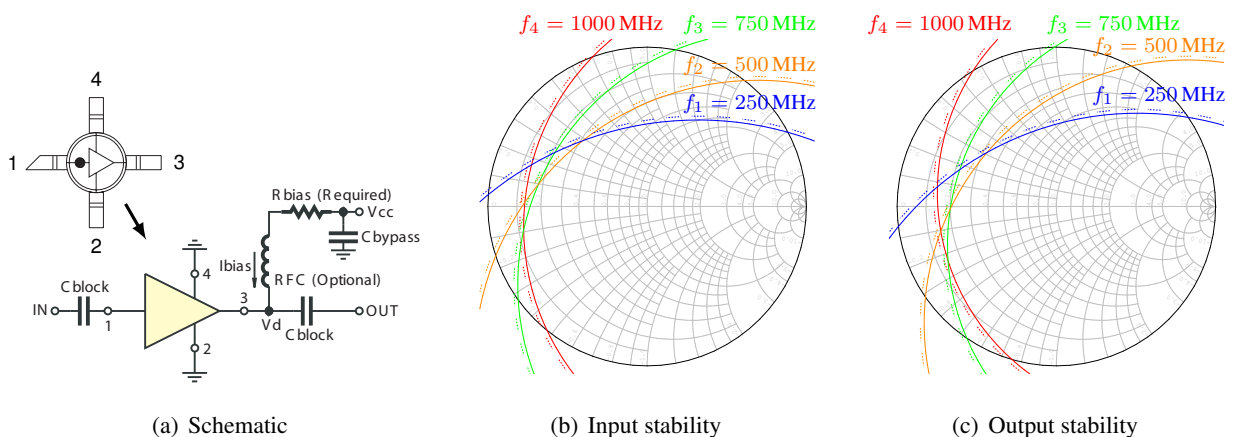 4
1
3
2
Rbias (Required)
Vcc
Cbypass
Ibias
RFC (Optional)
Cblock
4
IN
1
3
Vd
OUT
Cblock
2
(a) Schematic
f4 = 1000 MHz
f3 = 750 MHz
f2 = 500 MHz
f1 = 250 MHz
(b) Input stability
f4 = 1000 MHz
f3 = 750 MHz
f2 = 500 MHz
f1 = 250 MHz
(c) Output stability